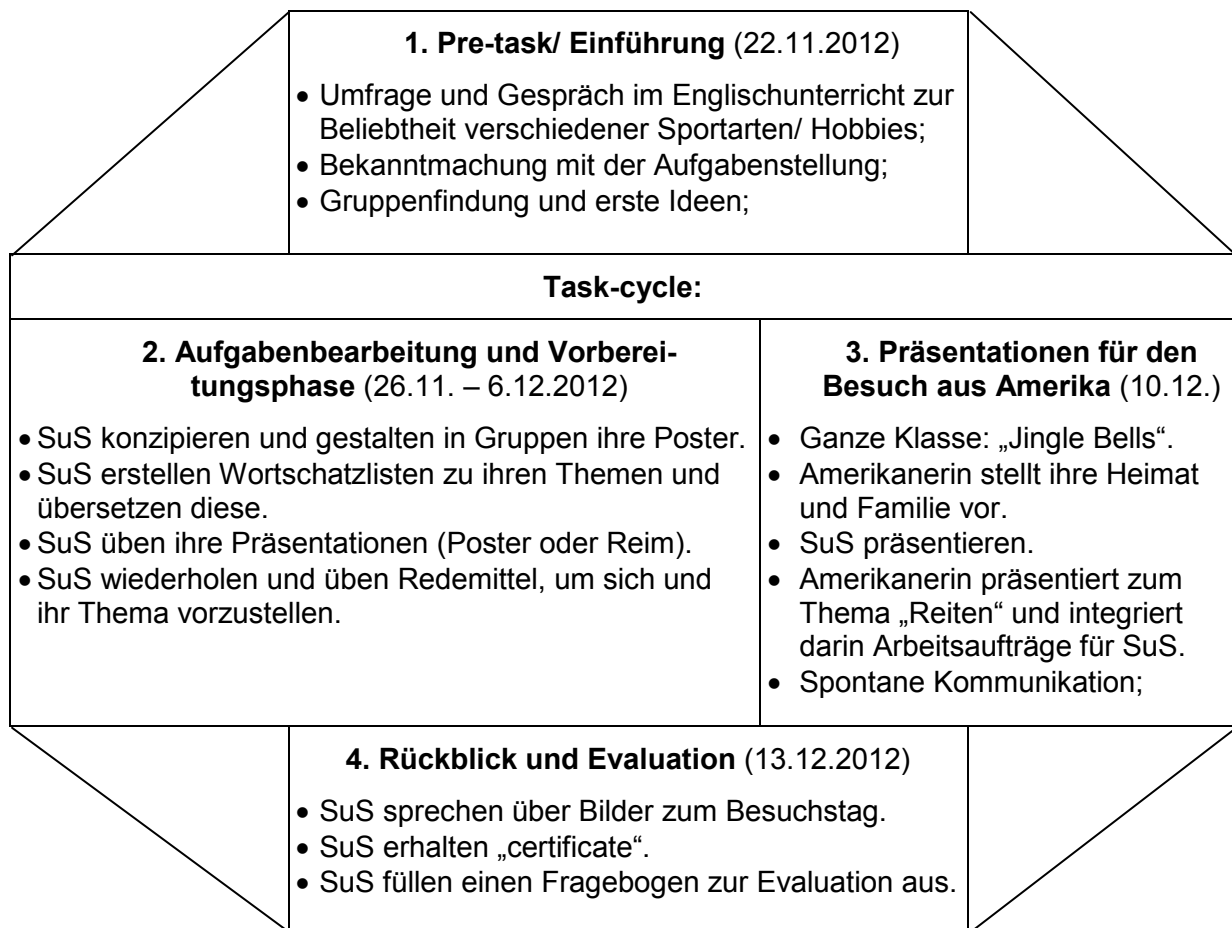 1. Pre-task/ Einführung (22.11.2012)
• Umfrage und Gespräch im Englischunterricht zur
Beliebtheit verschiedener Sportarten/ Hobbies;
• Bekanntmachung mit der Aufgabenstellung;
• Gruppenfindung und erste Ideen;
Task-cycle:
2. Aufgabenbearbeitung und Vorberei-
tungsphase (26.11. – 6.12.2012)
• SuS konzipieren und gestalten in Gruppen ihre Poster.
• SuS erstellen Wortschatzlisten zu ihren Themen und
übersetzen diese.
• SuS üben ihre Präsentationen (Poster oder Reim).
• SuS wiederholen und üben Redemittel, um sich und
ihr Thema vorzustellen.
3. Präsentationen für den
Besuch aus Amerika (10.12.)
• Ganze Klasse: „Jingle Bells“.
• Amerikanerin stellt ihre Heimat
und Familie vor.
• SuS präsentieren.
• Amerikanerin präsentiert zum
Thema „Reiten“ und integriert
darin Arbeitsaufträge für SuS.
• Spontane Kommunikation;
4. Rückblick und Evaluation (13.12.2012)
• SuS sprechen über Bilder zum Besuchstag.
• SuS erhalten „certificate“.
• SuS füllen einen Fragebogen zur Evaluation aus.